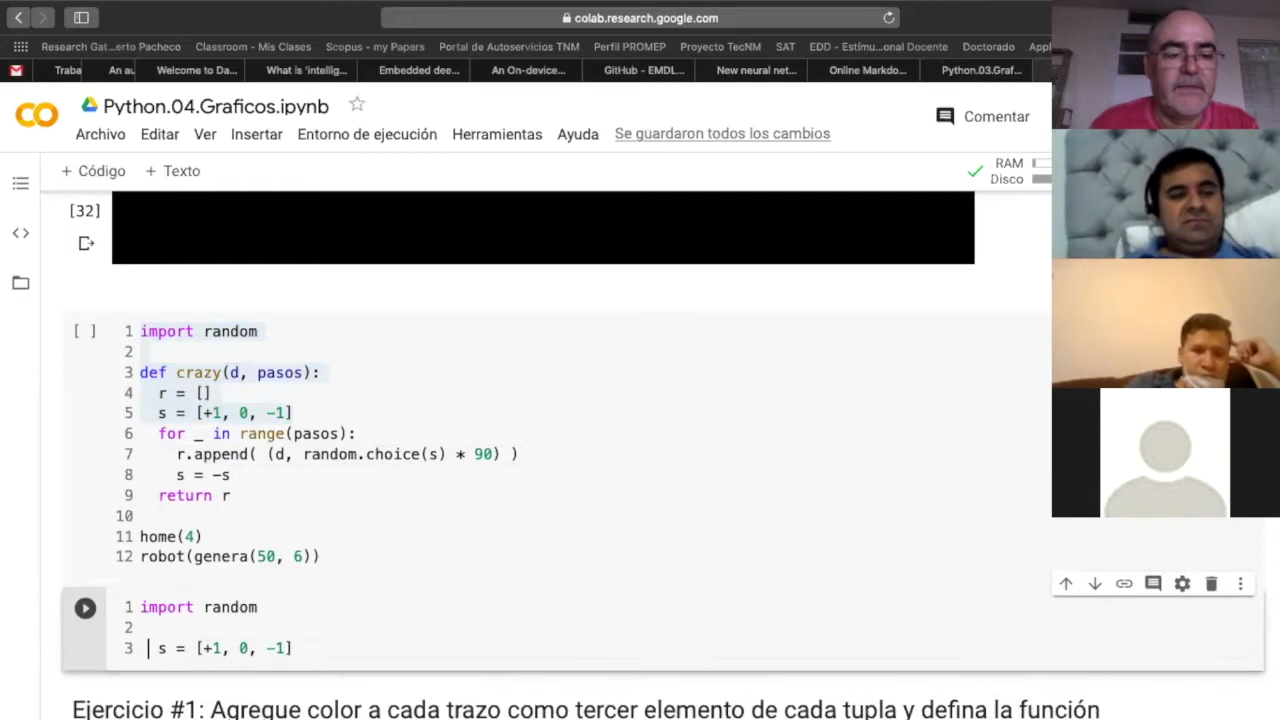 colab.research.google.com
Research Gat...erto Pacheco Classroom - Mis Clases Scopus - my Papers Portal de Autoservicios TNM Perfil PROMEP Proyecto TecNM SAT EDD - Estímu...onal Docente Doctorado Appl
Traba An au Welcome to Da... What is 'intellig... Embedded dee... An On-device... GitHub - EMDL... New neural net... Online Markdo... Python.03.Graf...
CO Python.04.Graficos.ipynb
Comentar
Archivo Editar Ver Insertar Entorno de ejecución Herramientas Ayuda Se guardaron todos los cambios
+ Código + Texto
RAM
Disco
[32]
[ ] 1 import random
2
3 def crazy(d, pasos):
4 r = []
5 s = [+1, 0, -1]
6 for _ in range(pasos):
7 r.append( (d, random.choice(s) * 90) )
8 s = -s
9 return r
10
11 home(4)
12 robot(genera(50, 6))
1 import random
2
3 s = [+1, 0, -1]
Ejercicio #1: Agregue color a cada trazo como tercer elemento de cada tupla y defina la función